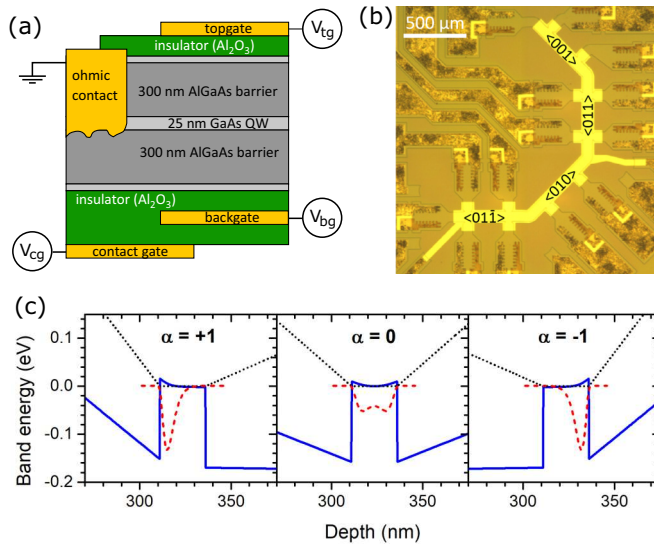 (a)
topgate
V_tg
insulator (Al₂O₃)
ohmic
contact
300 nm AlGaAs barrier
25 nm GaAs QW
300 nm AlGaAs barrier
insulator (Al₂O₃)
backgate
V_bg
V_cg
contact gate
(b)
500 µm
<001>
<011>
<010>
<011̄>
(c)
Band energy (eV)
0.1
0.0
-0.1
-0.2
α = +1
α = 0
α = -1
300
350
300
350
300
350
Depth (nm)